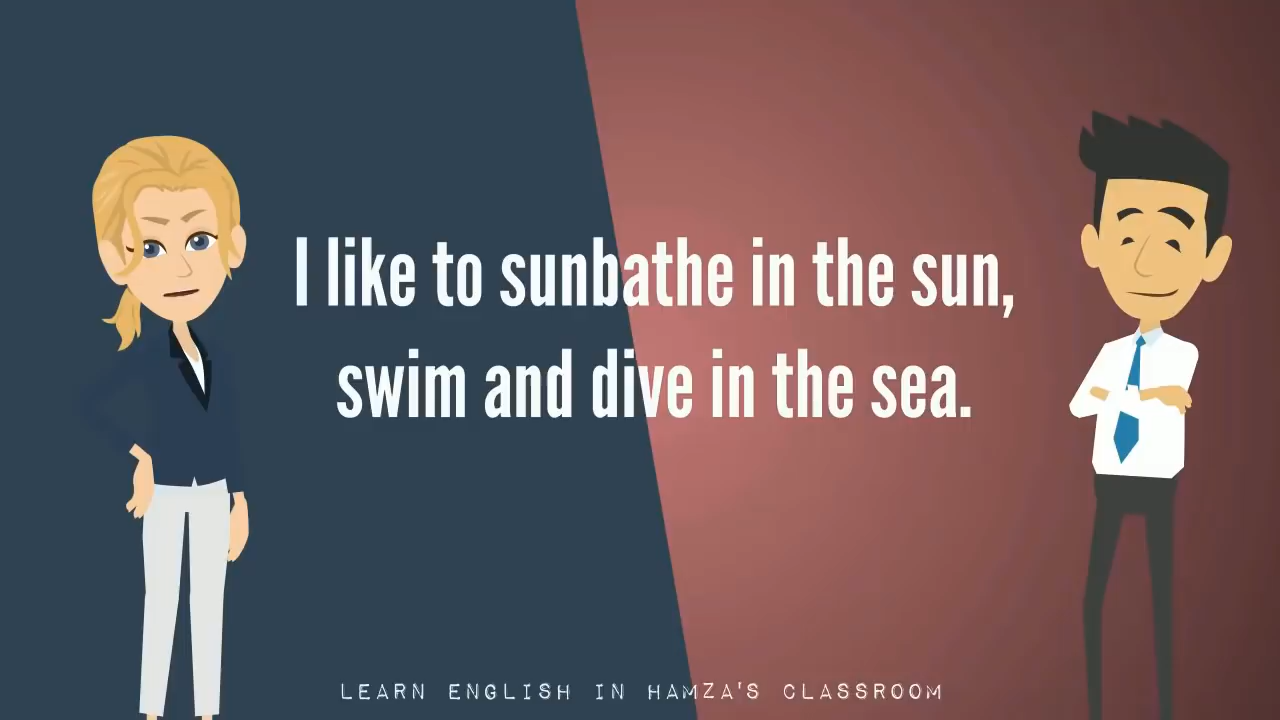 I like to sunbathe in the sun,
swim and dive in the sea.
LEARN ENGLISH IN HAMZA'S CLASSROOM